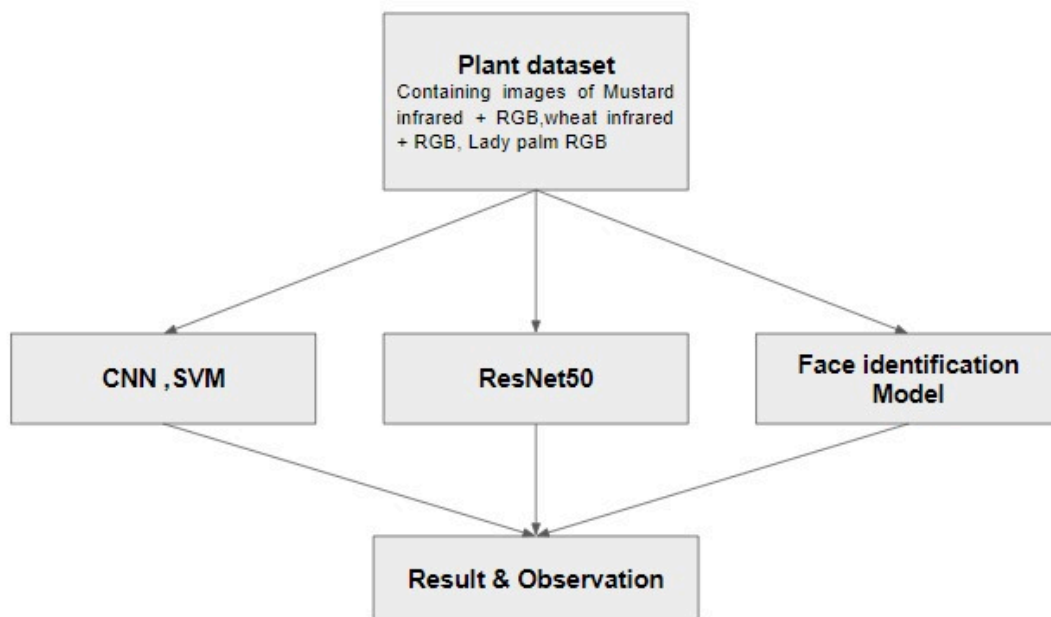 Plant dataset
Containing images of Mustard
infrared + RGB,wheat infrared
+ RGB, Lady palm RGB
CNN ,SVM
ResNet50
Face identification
Model
Result & Observation